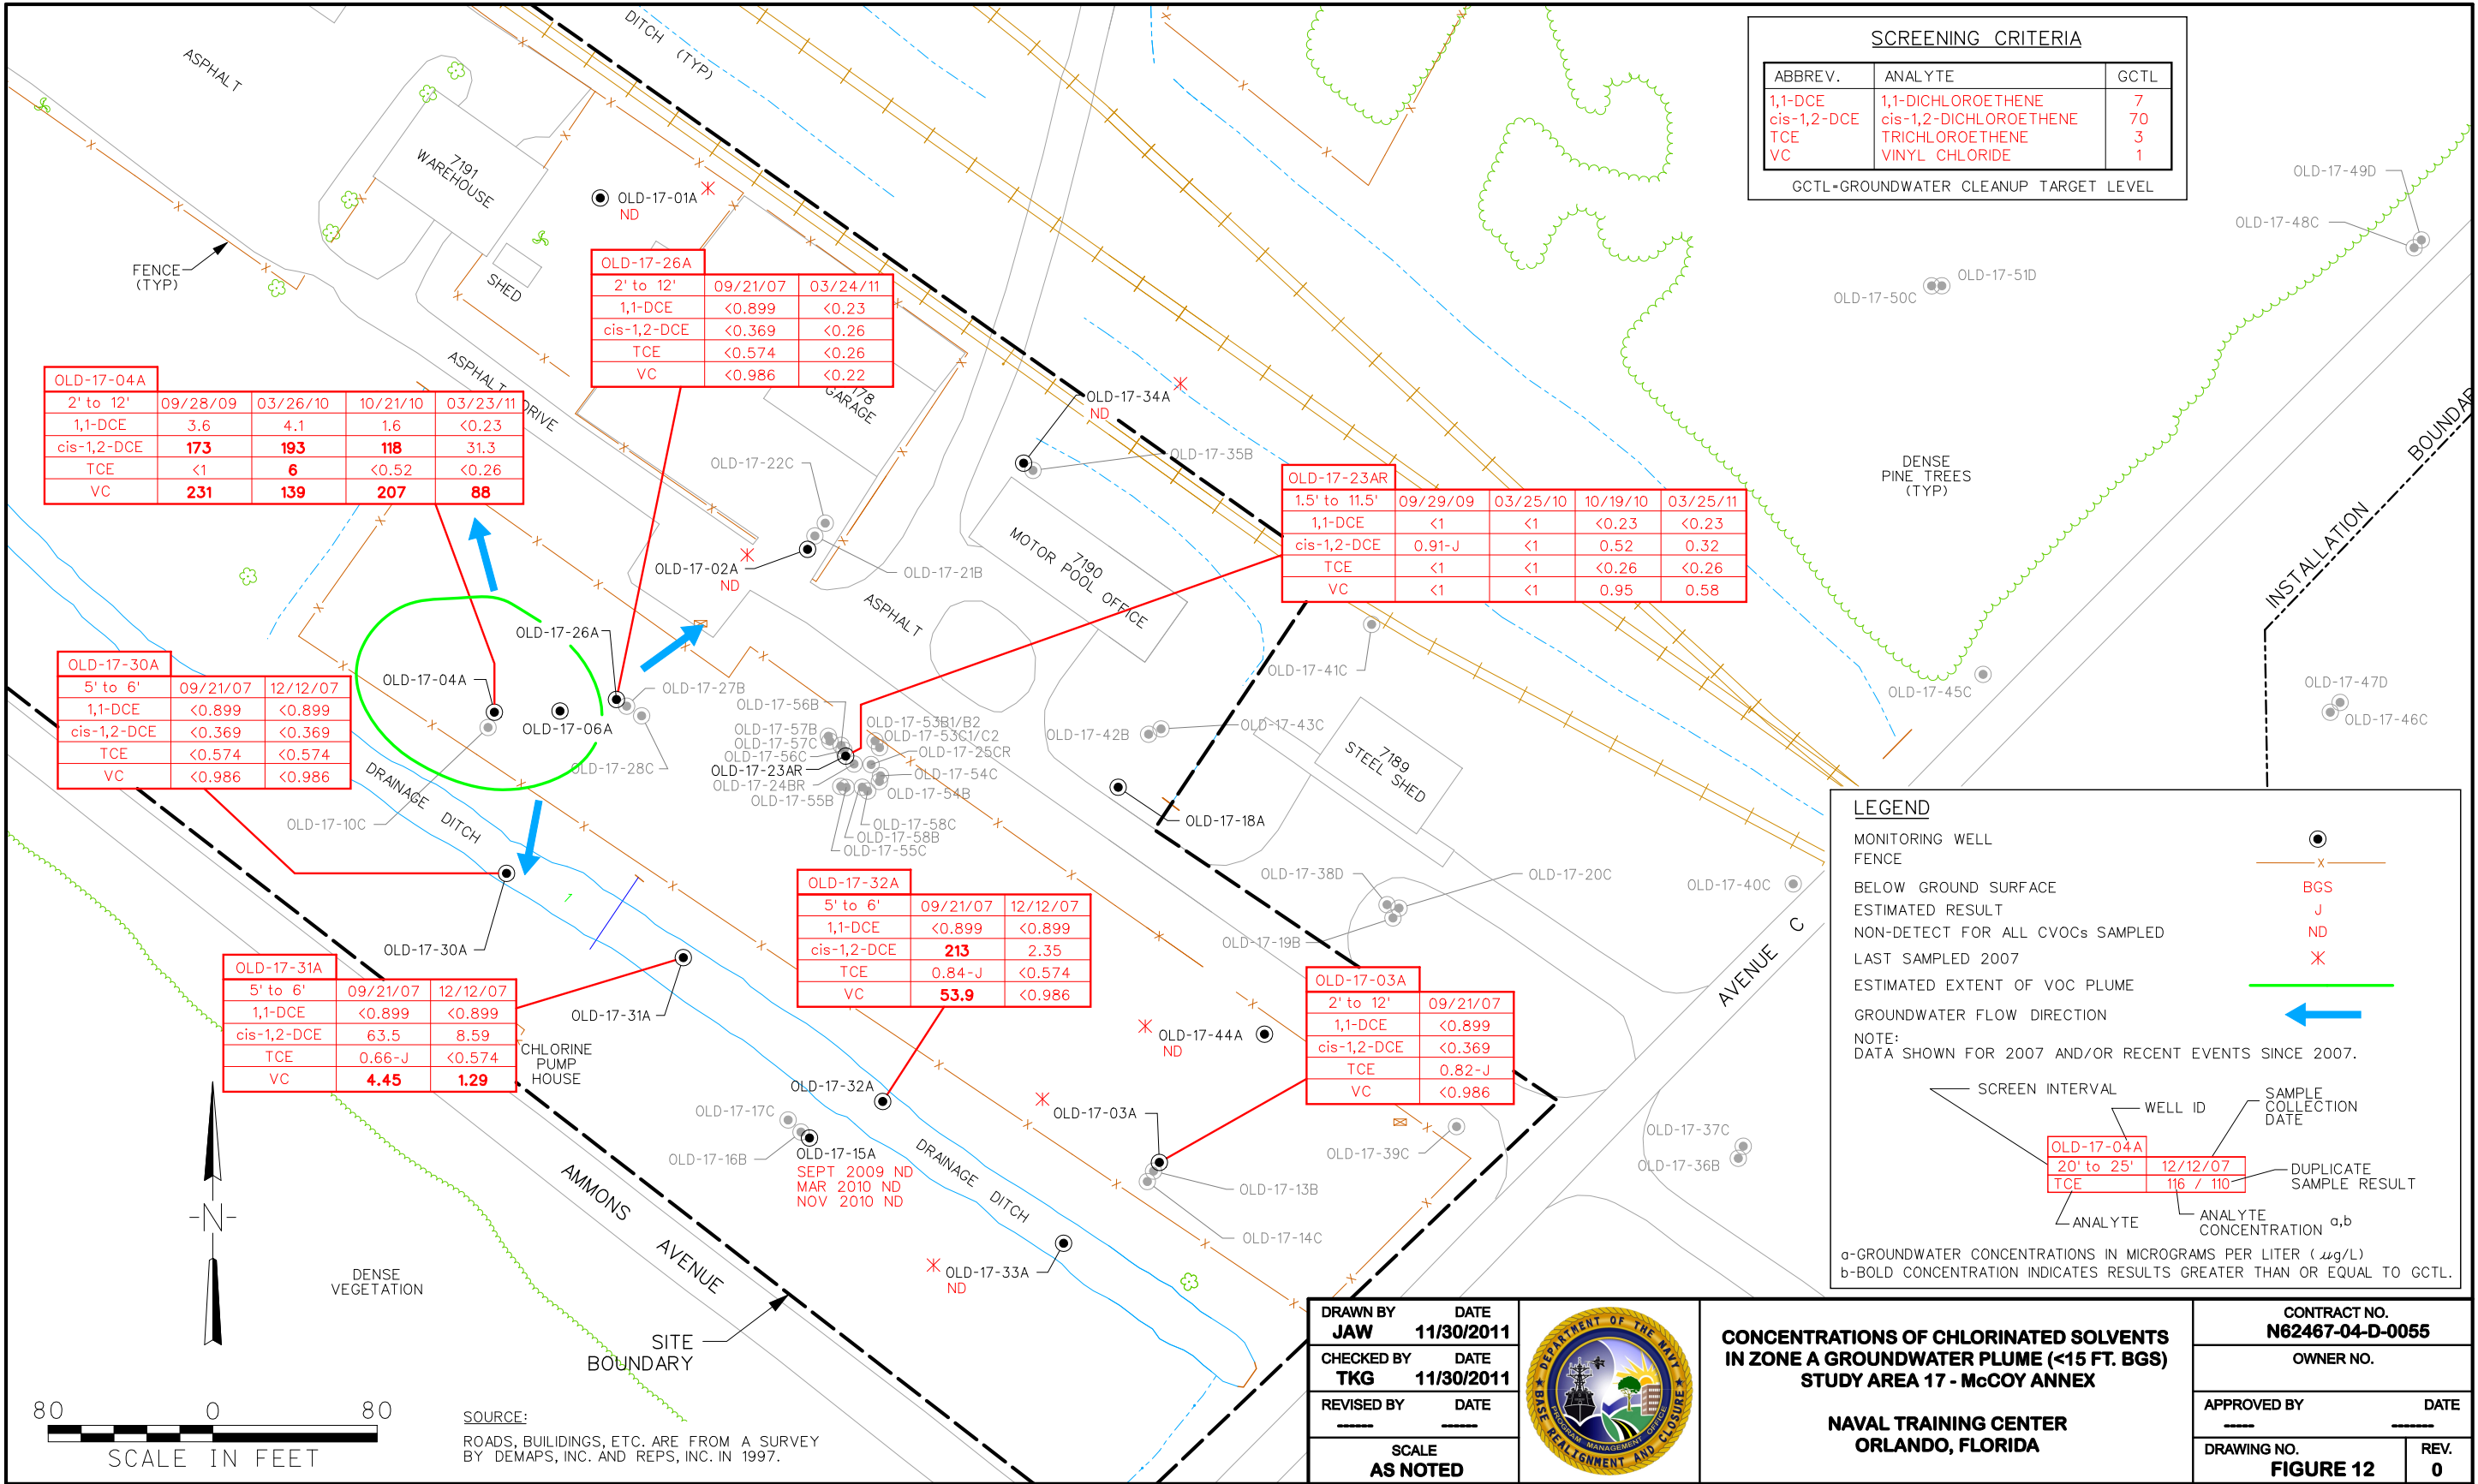 SCREENING CRITERIA
ABBREV. ANALYTE GCTL
1,1-DCE 1,1-DICHLOROETHENE 7
cis-1,2-DCE cis-1,2-DICHLOROETHENE 70
TCE TRICHLOROETHENE 3
VC VINYL CHLORIDE 1
GCTL=GROUNDWATER CLEANUP TARGET LEVEL
ASPHALT
DITCH (TYP)
7191
WAREHOUSE
SHED
FENCE
(TYP)
OLD-17-01A
ND
OLD-17-49D
OLD-17-48C
OLD-17-51D
OLD-17-50C
OLD-17-26A
2' to 12' 09/21/07 03/24/11
1,1-DCE <0.899 <0.23
cis-1,2-DCE <0.369 <0.26
TCE <0.574 <0.26
VC <0.986 <0.22
OLD-17-04A
2' to 12' 09/28/09 03/26/10 10/21/10 03/23/11
1,1-DCE 3.6 4.1 1.6 <0.23
cis-1,2-DCE 173 193 118 31.3
TCE <1 6 <0.52 <0.26
VC 231 139 207 88
ASPHALT DRIVE
178
GARAGE
OLD-17-34A
ND
OLD-17-35B
OLD-17-22C
OLD-17-02A
ND
OLD-17-21B
ASPHALT
7190
MOTOR POOL OFFICE
OLD-17-23AR
1.5' to 11.5' 09/29/09 03/25/10 10/19/10 03/25/11
1,1-DCE <1 <1 <0.23 <0.23
cis-1,2-DCE 0.91-J <1 0.52 0.32
TCE <1 <1 <0.26 <0.26
VC <1 <1 0.95 0.58
DENSE
PINE TREES
(TYP)
INSTALLATION BOUNDAR
OLD-17-30A
5' to 6' 09/21/07 12/12/07
1,1-DCE <0.899 <0.899
cis-1,2-DCE <0.369 <0.369
TCE <0.574 <0.574
VC <0.986 <0.986
OLD-17-26A
OLD-17-04A
OLD-17-06A
OLD-17-27B
OLD-17-28C
OLD-17-10C
OLD-17-56B
OLD-17-57B
OLD-17-57C
OLD-17-56C
OLD-17-23AR
OLD-17-24BR
OLD-17-55B
OLD-17-53B1/B2
OLD-17-53C1/C2
OLD-17-25CR
OLD-17-54C
OLD-17-54B
OLD-17-58C
OLD-17-58B
OLD-17-55C
OLD-17-41C
OLD-17-43C
OLD-17-42B
OLD-17-18A
7189
STEEL SHED
OLD-17-45C
OLD-17-47D
OLD-17-46C
OLD-17-38D
OLD-17-20C
OLD-17-19B
OLD-17-40C
DRAINAGE DITCH
OLD-17-30A
OLD-17-31A
5' to 6' 09/21/07 12/12/07
1,1-DCE <0.899 <0.899
cis-1,2-DCE 63.5 8.59
TCE 0.66-J <0.574
VC 4.45 1.29
OLD-17-31A
CHLORINE
PUMP
HOUSE
OLD-17-32A
5' to 6' 09/21/07 12/12/07
1,1-DCE <0.899 <0.899
cis-1,2-DCE 213 2.35
TCE 0.84-J <0.574
VC 53.9 <0.986
OLD-17-32A
OLD-17-44A
ND
OLD-17-03A
2' to 12' 09/21/07
1,1-DCE <0.899
cis-1,2-DCE <0.369
TCE 0.82-J
VC <0.986
OLD-17-03A
AVENUE C
OLD-17-17C
OLD-17-16B
OLD-17-15A
SEPT 2009 ND
MAR 2010 ND
NOV 2010 ND
DRAINAGE DITCH
OLD-17-13B
OLD-17-14C
OLD-17-39C
OLD-17-37C
OLD-17-36B
OLD-17-33A
ND
AMMONS AVENUE
DENSE
VEGETATION
SITE
BOUNDARY
-N-
80 0 80
SCALE IN FEET
SOURCE:
ROADS, BUILDINGS, ETC. ARE FROM A SURVEY
BY DEMAPS, INC. AND REPS, INC. IN 1997.
LEGEND
MONITORING WELL
FENCE X
BELOW GROUND SURFACE BGS
ESTIMATED RESULT J
NON-DETECT FOR ALL CVOCs SAMPLED ND
LAST SAMPLED 2007
ESTIMATED EXTENT OF VOC PLUME
GROUNDWATER FLOW DIRECTION
NOTE:
DATA SHOWN FOR 2007 AND/OR RECENT EVENTS SINCE 2007.
SCREEN INTERVAL
WELL ID
SAMPLE
COLLECTION
DATE
OLD-17-04A
20' to 25' 12/12/07
TCE 116 / 110
DUPLICATE
SAMPLE RESULT
ANALYTE
ANALYTE
CONCENTRATION a,b
a-GROUNDWATER CONCENTRATIONS IN MICROGRAMS PER LITER (µg/L)
b-BOLD CONCENTRATION INDICATES RESULTS GREATER THAN OR EQUAL TO GCTL.
DRAWN BY DATE
JAW 11/30/2011
CHECKED BY DATE
TKG 11/30/2011
REVISED BY DATE
------ ------
SCALE
AS NOTED
DEPARTMENT OF THE NAVY
BASE REALIGNMENT AND CLOSURE
PROGRAM MANAGEMENT OFFICE
CONCENTRATIONS OF CHLORINATED SOLVENTS
IN ZONE A GROUNDWATER PLUME (<15 FT. BGS)
STUDY AREA 17 - McCOY ANNEX
NAVAL TRAINING CENTER
ORLANDO, FLORIDA
CONTRACT NO.
N62467-04-D-0055
OWNER NO.
APPROVED BY DATE
----- -------
DRAWING NO.
FIGURE 12
REV.
0